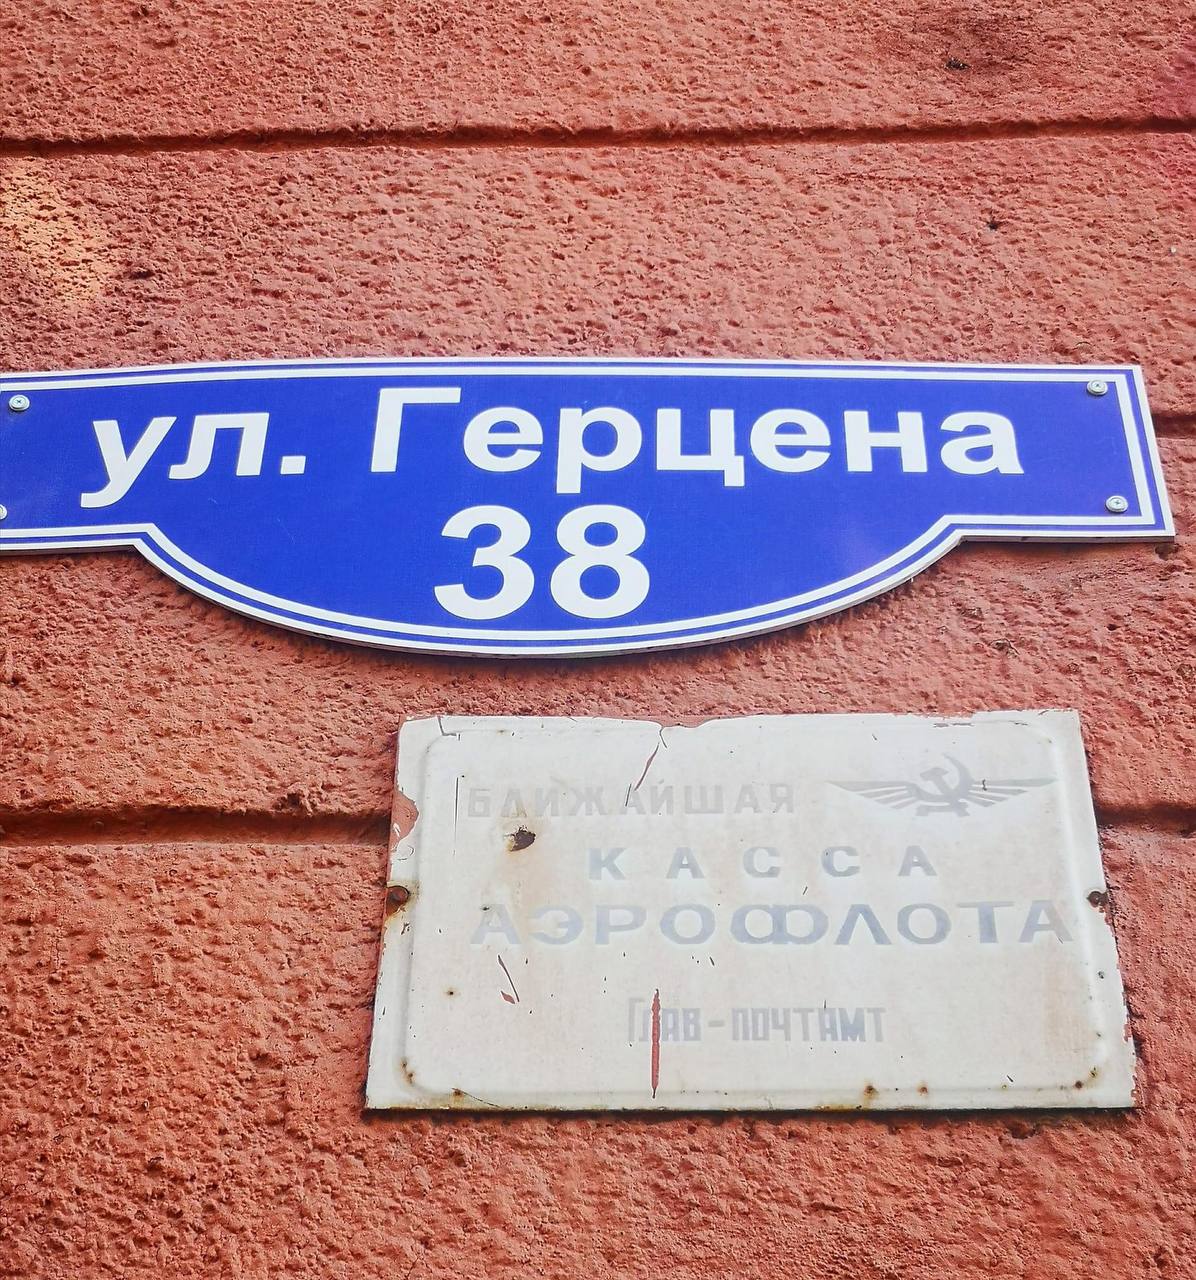 ул. Герцена
38
БЛИЖАЙШАЯ
КАССА
АЭРОФЛОТА
Глав-почтамт